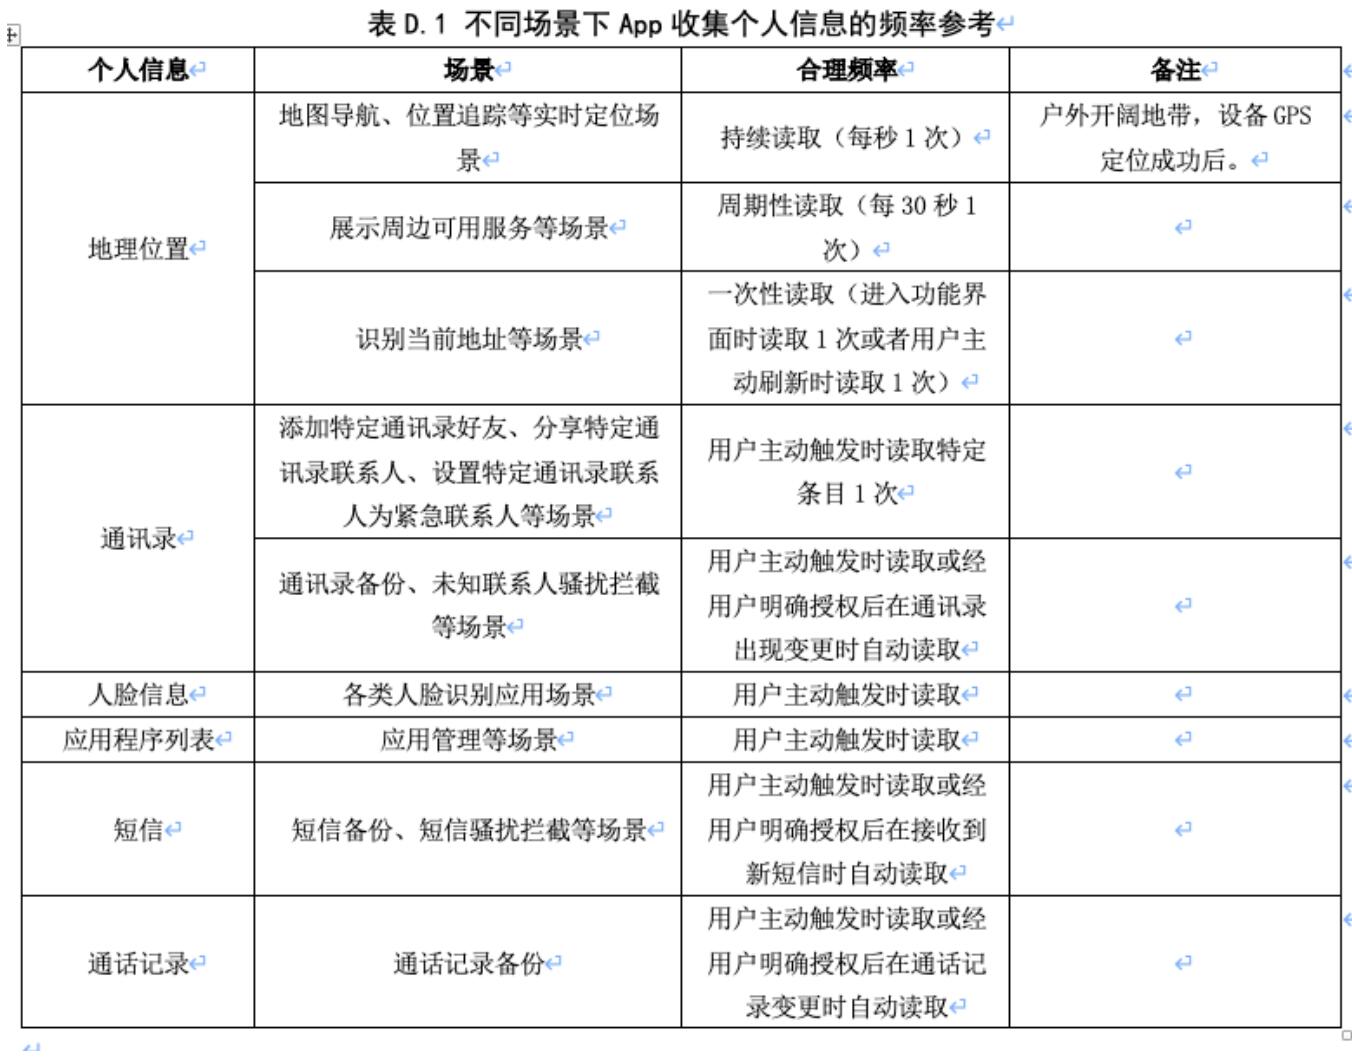 表 D.1 不同场景下 App 收集个人信息的频率参考
个人信息
场景
合理频率
备注
地理位置
地图导航、位置追踪等实时定位场
景
持续读取（每秒 1 次）
户外开阔地带，设备 GPS
定位成功后。
展示周边可用服务等场景
周期性读取（每 30 秒 1
次）
识别当前地址等场景
一次性读取（进入功能界
面时读取 1 次或者用户主
动刷新时读取 1 次）
通讯录
添加特定通讯录好友、分享特定通
讯录联系人、设置特定通讯录联系
人为紧急联系人等场景
用户主动触发时读取特定
条目 1 次
通讯录备份、未知联系人骚扰拦截
等场景
用户主动触发时读取或经
用户明确授权后在通讯录
出现变更时自动读取
人脸信息
各类人脸识别应用场景
用户主动触发时读取
应用程序列表
应用管理等场景
用户主动触发时读取
短信
短信备份、短信骚扰拦截等场景
用户主动触发时读取或经
用户明确授权后在接收到
新短信时自动读取
通话记录
通话记录备份
用户主动触发时读取或经
用户明确授权后在通话记
录变更时自动读取